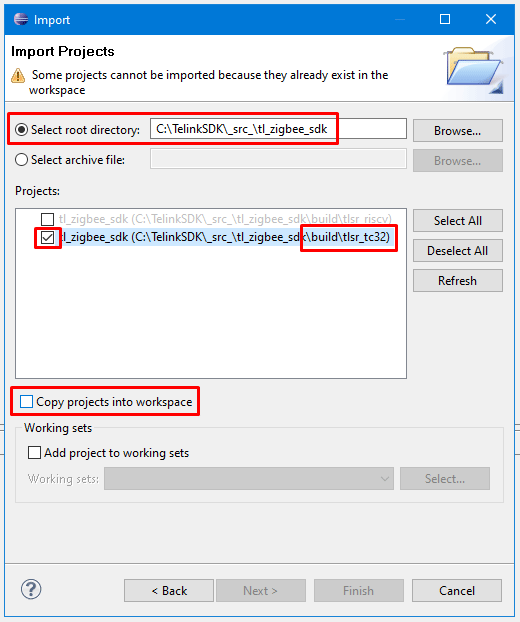 Import
Import Projects
Some projects cannot be imported because they already exist in the
workspace
Select root directory: C:\TelinkSDK\_src_\tl_zigbee_sdk Browse...
Select archive file: Browse...
Projects:
tl_zigbee_sdk (C:\TelinkSDK\_src_\tl_zigbee_sdk\build\tlsr_riscv)
tl_zigbee_sdk (C:\TelinkSDK\_src_\tl_zigbee_sdk\build\tlsr_tc32)
Select All
Deselect All
Refresh
Copy projects into workspace
Working sets
Add project to working sets
Working sets: Select...
? < Back Next > Finish Cancel